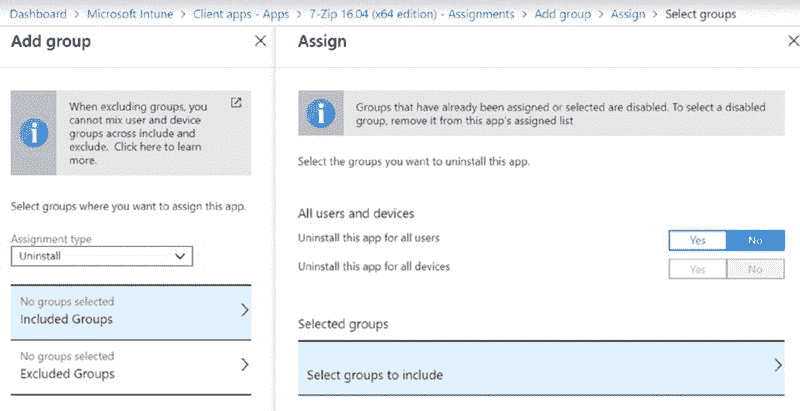 Dashboard > Microsoft Intune > Client apps - Apps > 7-Zip 16.04 (x64 edition) - Assignments > Add group > Assign > Select groups
Add group
When excluding groups, you
cannot mix user and device
groups across include and
exclude. Click here to learn
more.
Select groups where you want to assign this app.
Assignment type
Uninstall
No groups selected
Included Groups
No groups selected
Excluded Groups
Assign
Groups that have already been assigned or selected are disabled. To select a disabled
group, remove it from this app's assigned list
Select the groups you want to uninstall this app.
All users and devices
Uninstall this app for all users Yes No
Uninstall this app for all devices Yes No
Selected groups
Select groups to include